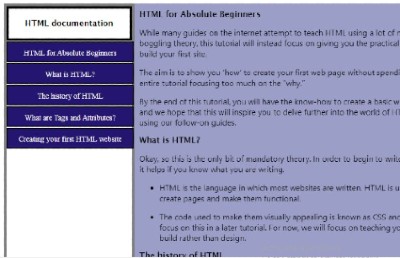 HTML documentation
HTML for Absolute Beginners
What is HTML?
The history of HTML
What are Tags and Attributes?
Creating your first HTML website
HTML for Absolute Beginners
While many guides on the internet attempt to teach HTML using a lot of
boggling theory, this tutorial will instead focus on giving you the practical
build your first site.
The aim is to show you 'how' to create your first web page without spendi
entire tutorial focusing too much on the "why."
By the end of this tutorial, you will have the know-how to create a basic w
and we hope that this will inspire you to delve further into the world of HT
using our follow-on guides.
What is HTML?
Okay, so this is the only bit of mandatory theory. In order to begin to write
it helps if you know what you are writing.
• HTML is the language in which most websites are written. HTML is u
create pages and make them functional.
• The code used to make them visually appealing is known as CSS and
focus on this in a later tutorial. For now, we will focus on teaching yo
build rather than design.
The history of HTML